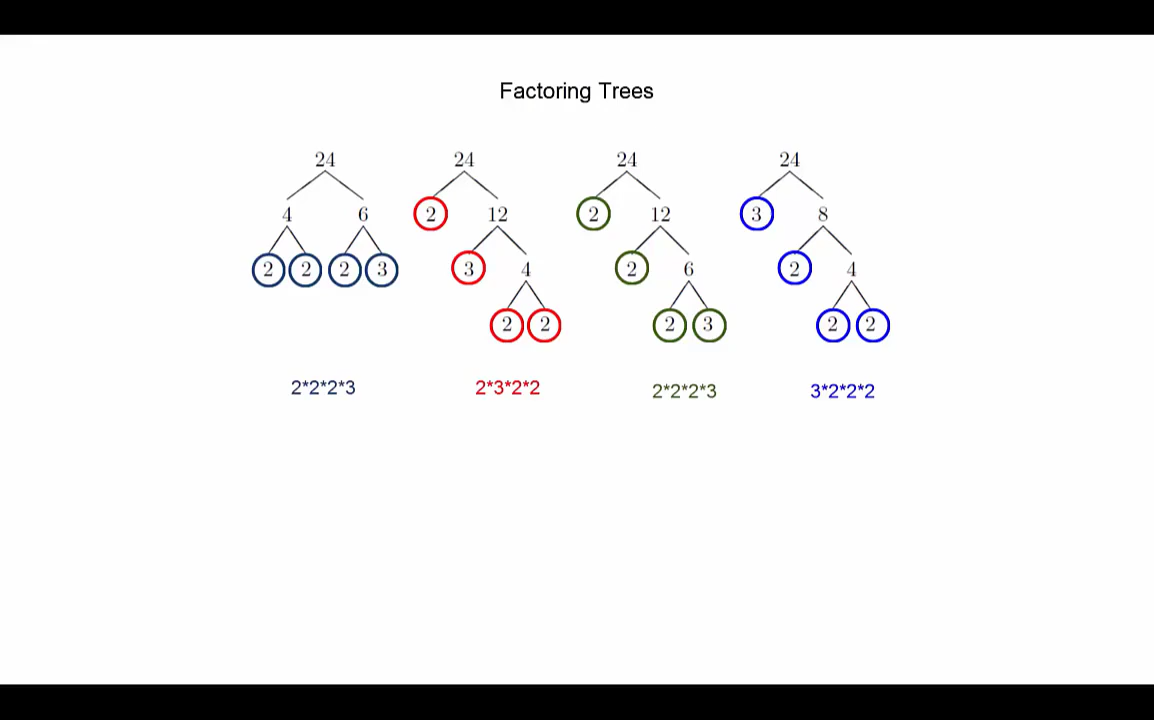 Factoring Trees
24 24 24 24
4 6 2 12 2 12 3 8
2 2 2 3 3 4 2 6 2 4
2 2 2 3 2 2
2*2*2*3 2*3*2*2 2*2*2*3 3*2*2*2